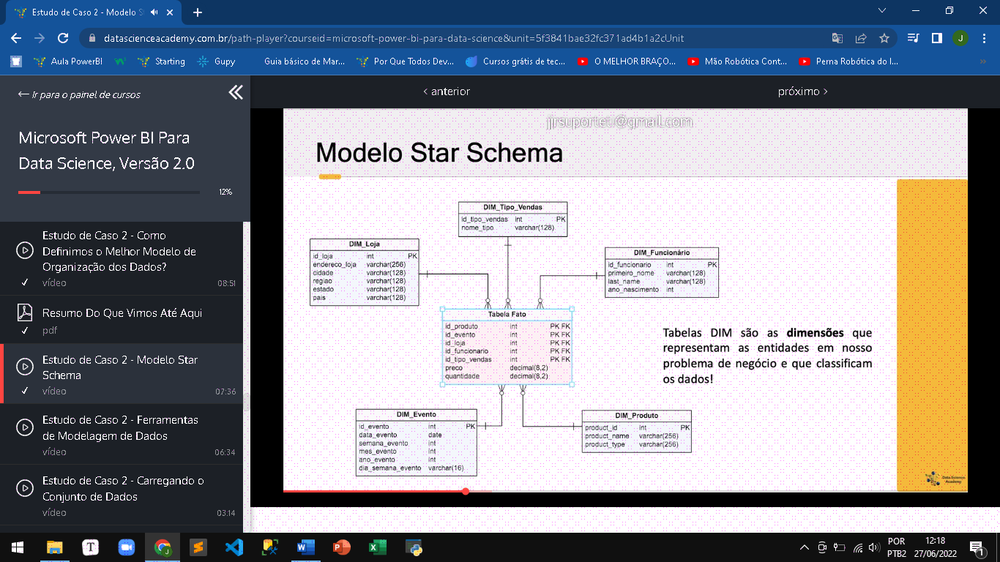 Estudo de Caso 2 - Modelo S
datascienceacademy.com.br/path-player?courseid=microsoft-power-bi-para-data-science&unit=5f3841bae32fc371ad4b1a2cUnit
J
Aula PowerBI
Starting
Gupy
Guia básico de Mar...
Por Que Todos Dev...
Cursos grátis de tec...
O MELHOR BRAÇO...
Mão Robótica Cont...
Perna Robótica do I...
»
← Ir para o painel de cursos
‹ anterior
próximo ›
Microsoft Power BI Para
Data Science, Versão 2.0
12%
Estudo de Caso 2 - Como
Definimos o Melhor Modelo de
Organização dos Dados?
vídeo 08:51
Resumo Do Que Vimos Até Aqui
pdf
Estudo de Caso 2 - Modelo Star
Schema
vídeo 07:36
Estudo de Caso 2 - Ferramentas
de Modelagem de Dados
vídeo 06:34
Estudo de Caso 2 - Carregando o
Conjunto de Dados
vídeo 03:14
jjrsuporteti@gmail.com
Modelo Star Schema
DIM_Tipo_Vendas
id_tipo_vendas int PK
nome_tipo varchar(128)
DIM_Loja
id_loja int PK
endereco_loja varchar(256)
cidade varchar(128)
regiao varchar(128)
estado varchar(128)
pais varchar(128)
DIM_Funcionário
id_funcionario int PK
primeiro_nome varchar(128)
last_name varchar(128)
ano_nascimento int
Tabela Fato
id_produto int PK FK
id_evento int PK FK
id_loja int PK FK
id_funcionario int PK FK
id_tipo_vendas int PK FK
preco decimal(8,2)
quantidade decimal(8,2)
Tabelas DIM são as dimensões que
representam as entidades em nosso
problema de negócio e que classificam
os dados!
DIM_Evento
id_evento int PK
data_evento date
semana_evento int
mes_evento int
ano_evento int
dia_semana_evento varchar(16)
DIM_Produto
product_id int PK
product_name varchar(256)
product_type varchar(256)
Data Science
Academy
POR
PTB2
12:18
27/06/2022
1